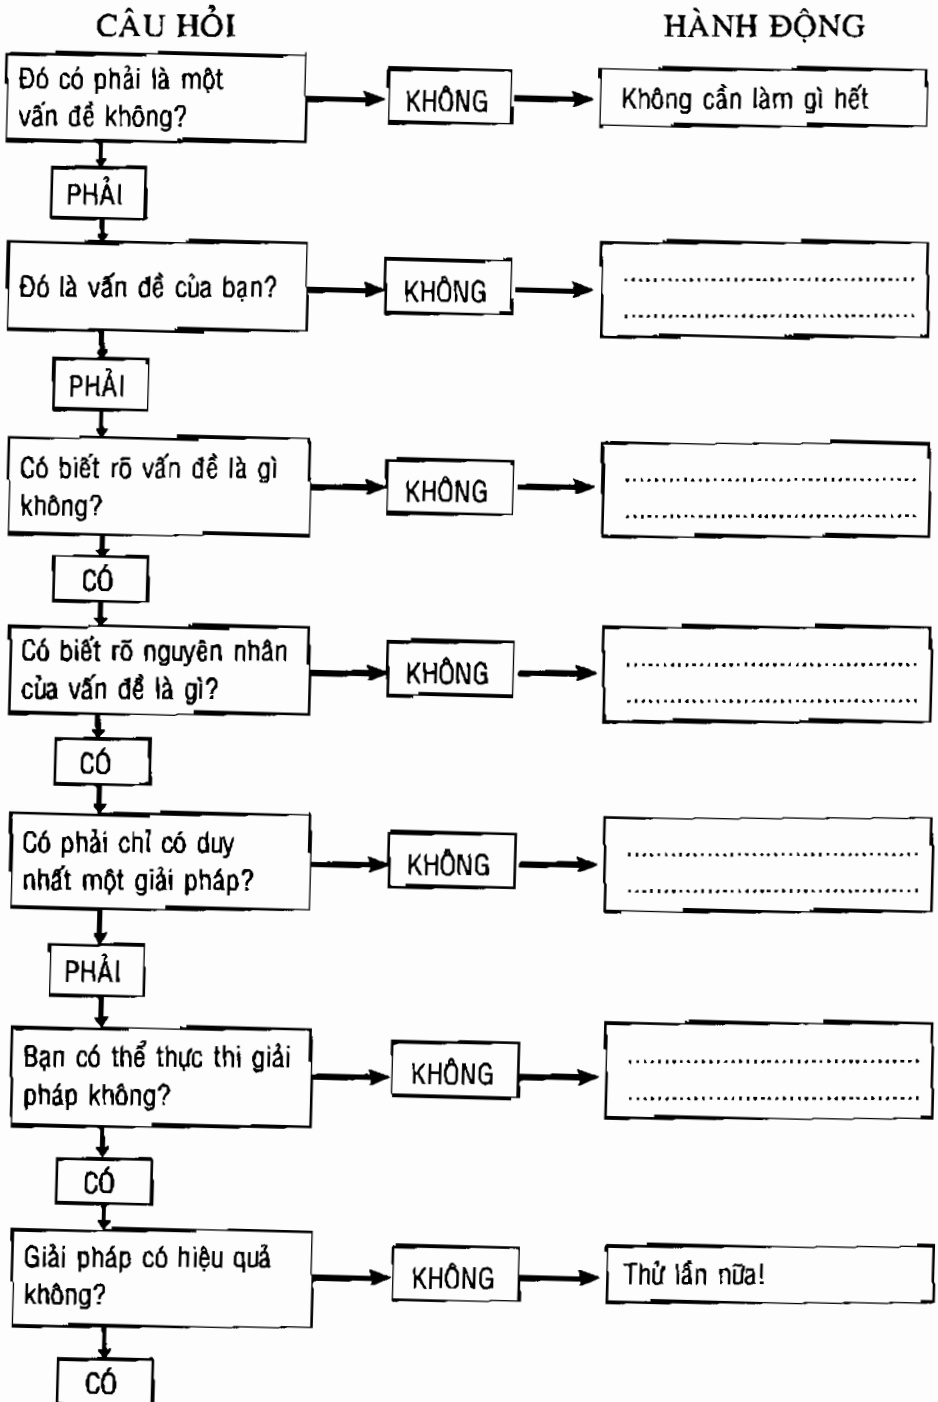 CÂU HỎI
HÀNH ĐỘNG
Đó có phải là một
vấn đề không?
KHÔNG
Không cần làm gì hết
PHẢI
Đó là vấn đề của bạn?
KHÔNG
PHẢI
Có biết rõ vấn đề là gì
không?
KHÔNG
CÓ
Có biết rõ nguyên nhân
của vấn đề là gì?
KHÔNG
CÓ
Có phải chỉ có duy
nhất một giải pháp?
KHÔNG
PHẢI
Bạn có thể thực thi giải
pháp không?
KHÔNG
CÓ
Giải pháp có hiệu quả
không?
KHÔNG
Thử lần nữa!
CÓ